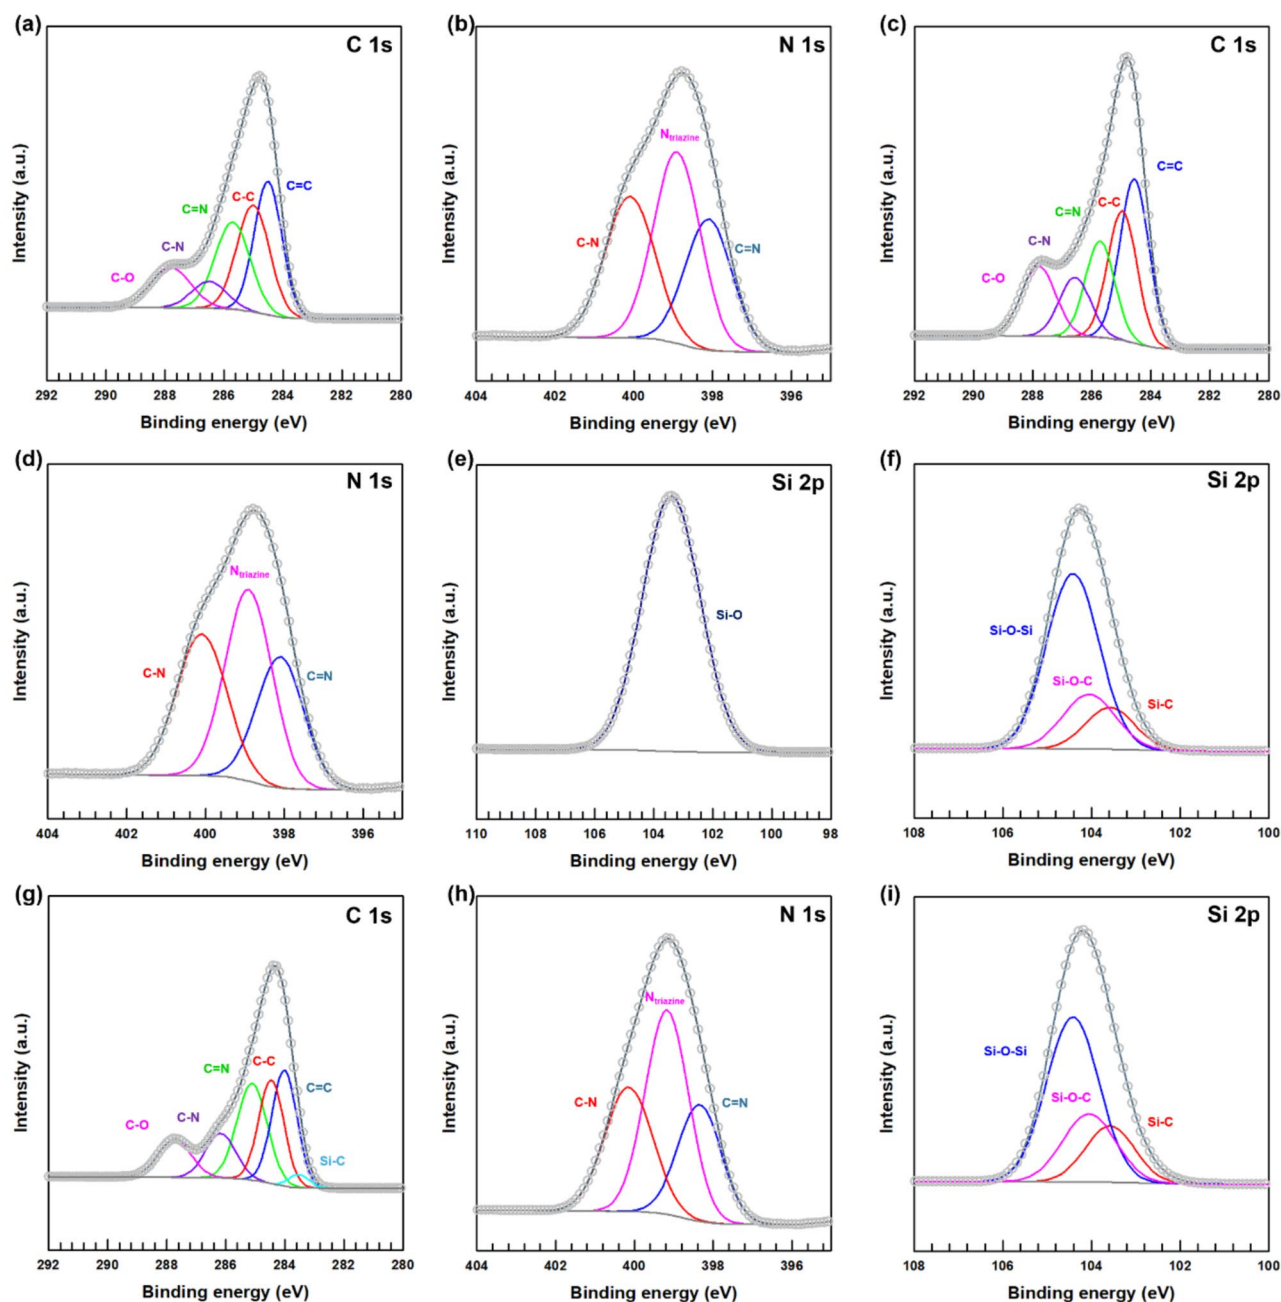 (a)
C 1s
C=C
C-C
C=N
C-N
C-O
Intensity (a.u.)
292 290 288 286 284 282 280
Binding energy (eV)
(b)
N 1s
Ntriazine
C-N
C=N
Intensity (a.u.)
404 402 400 398 396
Binding energy (eV)
(c)
C 1s
C=C
C-C
C=N
C-N
C-O
Intensity (a.u.)
292 290 288 286 284 282 280
Binding energy (eV)
(d)
N 1s
Ntriazine
C-N
C=N
Intensity (a.u.)
404 402 400 398 396
Binding energy (eV)
(e)
Si 2p
Si-O
Intensity (a.u.)
110 108 106 104 102 100 98
Binding energy (eV)
(f)
Si 2p
Si-O-Si
Si-O-C
Si-C
Intensity (a.u.)
108 106 104 102 100
Binding energy (eV)
(g)
C 1s
C-C
C=N
C=C
C-N
C-O
Si-C
Intensity (a.u.)
292 290 288 286 284 282 280
Binding energy (eV)
(h)
N 1s
Ntriazine
C-N
C=N
Intensity (a.u.)
404 402 400 398 396
Binding energy (eV)
(i)
Si 2p
Si-O-Si
Si-O-C
Si-C
Intensity (a.u.)
108 106 104 102 100
Binding energy (eV)